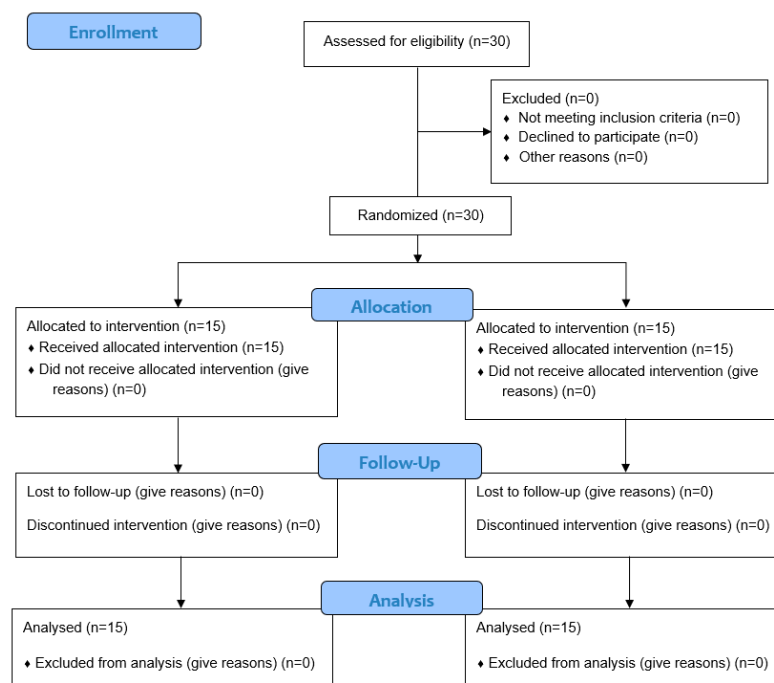 Enrollment
Assessed for eligibility (n=30)
Excluded (n=0)
♦ Not meeting inclusion criteria (n=0)
♦ Declined to participate (n=0)
♦ Other reasons (n=0)
Randomized (n=30)
Allocation
Allocated to intervention (n=15)
♦ Received allocated intervention (n=15)
♦ Did not receive allocated intervention (give
reasons) (n=0)
Allocated to intervention (n=15)
♦ Received allocated intervention (n=15)
♦ Did not receive allocated intervention (give
reasons) (n=0)
Follow-Up
Lost to follow-up (give reasons) (n=0)
Discontinued intervention (give reasons) (n=0)
Lost to follow-up (give reasons) (n=0)
Discontinued intervention (give reasons) (n=0)
Analysis
Analysed (n=15)
♦ Excluded from analysis (give reasons) (n=0)
Analysed (n=15)
♦ Excluded from analysis (give reasons) (n=0)